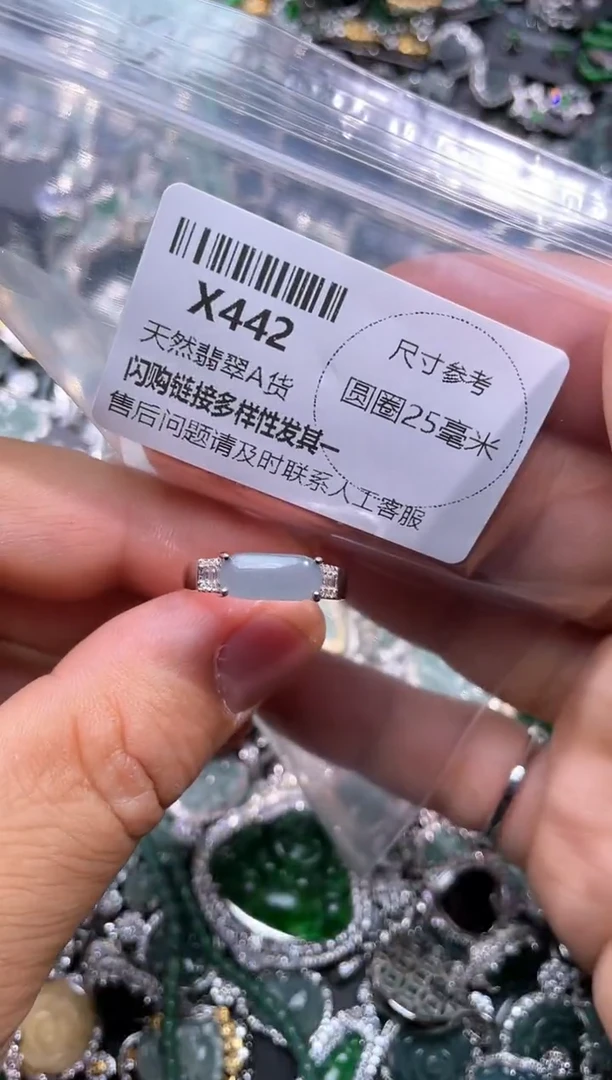 X442
天然翡翠A货
闪购链接多样性发其一
售后问题请及时联系人工客服
尺寸参考
圆圈25毫米